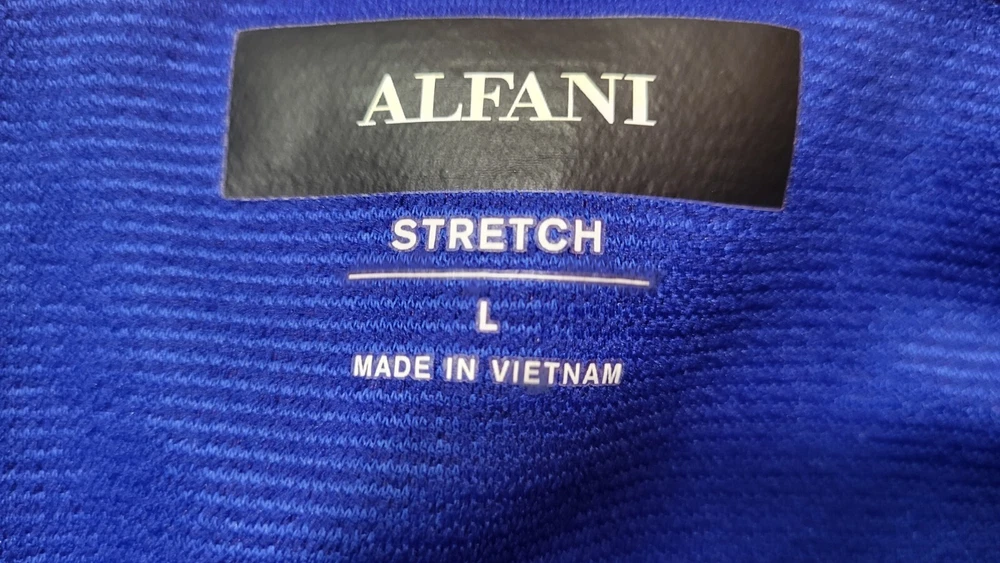 ALFANI
STRETCH
L
MADE IN VIETNAM